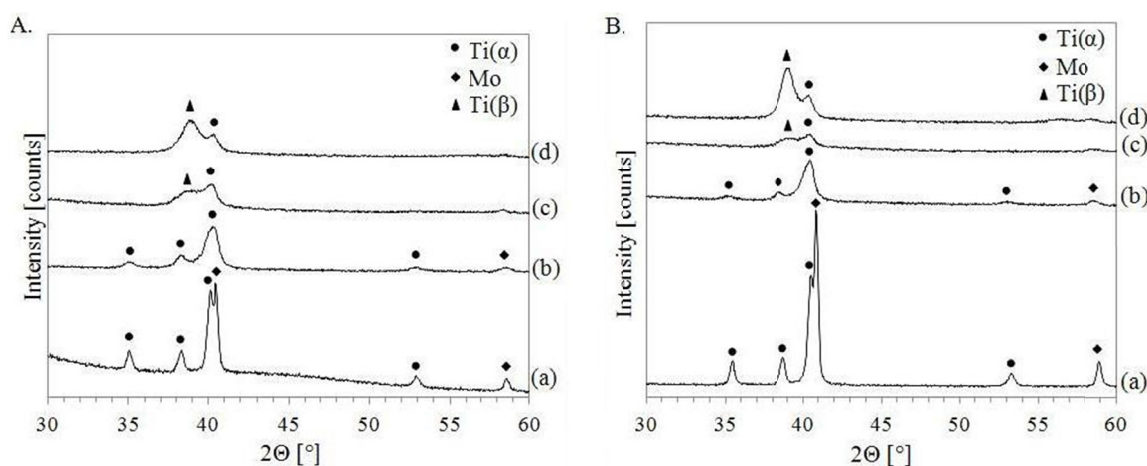 A.
Intensity [counts]
● Ti(α)
◆ Mo
▲ Ti(β)
(d)
(c)
(b)
(a)
30 35 40 45 50 55 60
2Θ [°]
B.
Intensity [counts]
● Ti(α)
◆ Mo
▲ Ti(β)
(d)
(c)
(b)
(a)
30 35 40 45 50 55 60
2Θ [°]